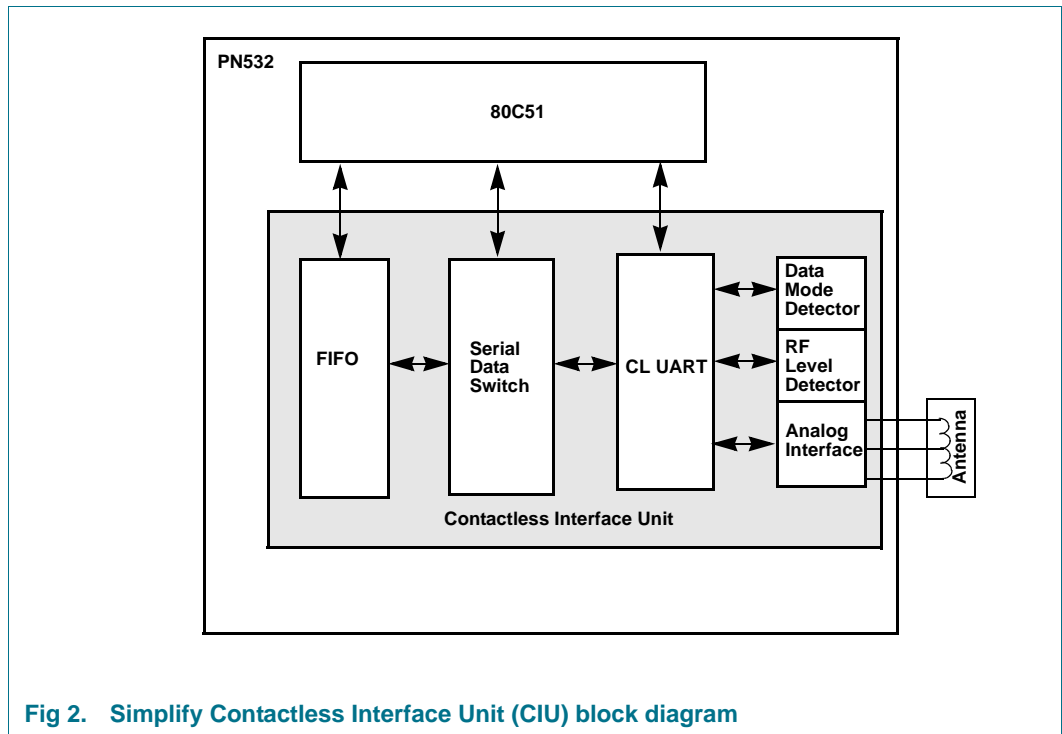 PN532
80C51
FIFO
Serial
Data
Switch
CL UART
Data
Mode
Detector
RF
Level
Detector
Analog
Interface
Antenna
Contactless Interface Unit
Fig 2. Simplify Contactless Interface Unit (CIU) block diagram